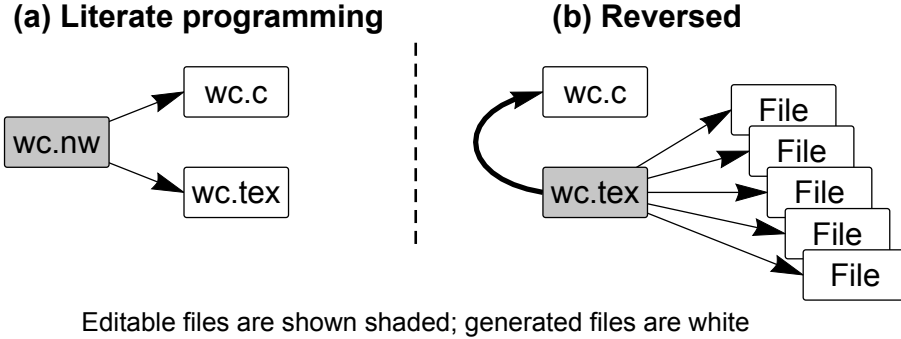 (a) Literate programming
(b) Reversed
wc.c
wc.nw
wc.tex
wc.c
wc.tex
File
File
File
File
File
Editable files are shown shaded; generated files are white